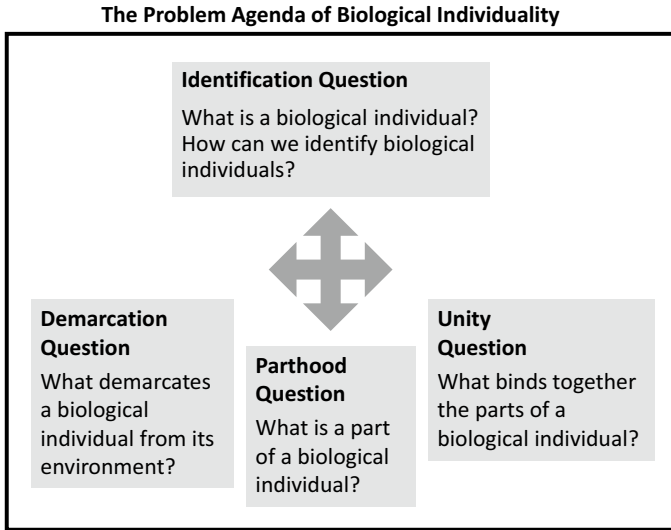 The Problem Agenda of Biological Individuality
Identification Question
What is a biological individual?
How can we identify biological
individuals?
Demarcation
Question
What demarcates
a biological
individual from its
environment?
Parthood
Question
What is a part
of a biological
individual?
Unity
Question
What binds together
the parts of a
biological individual?